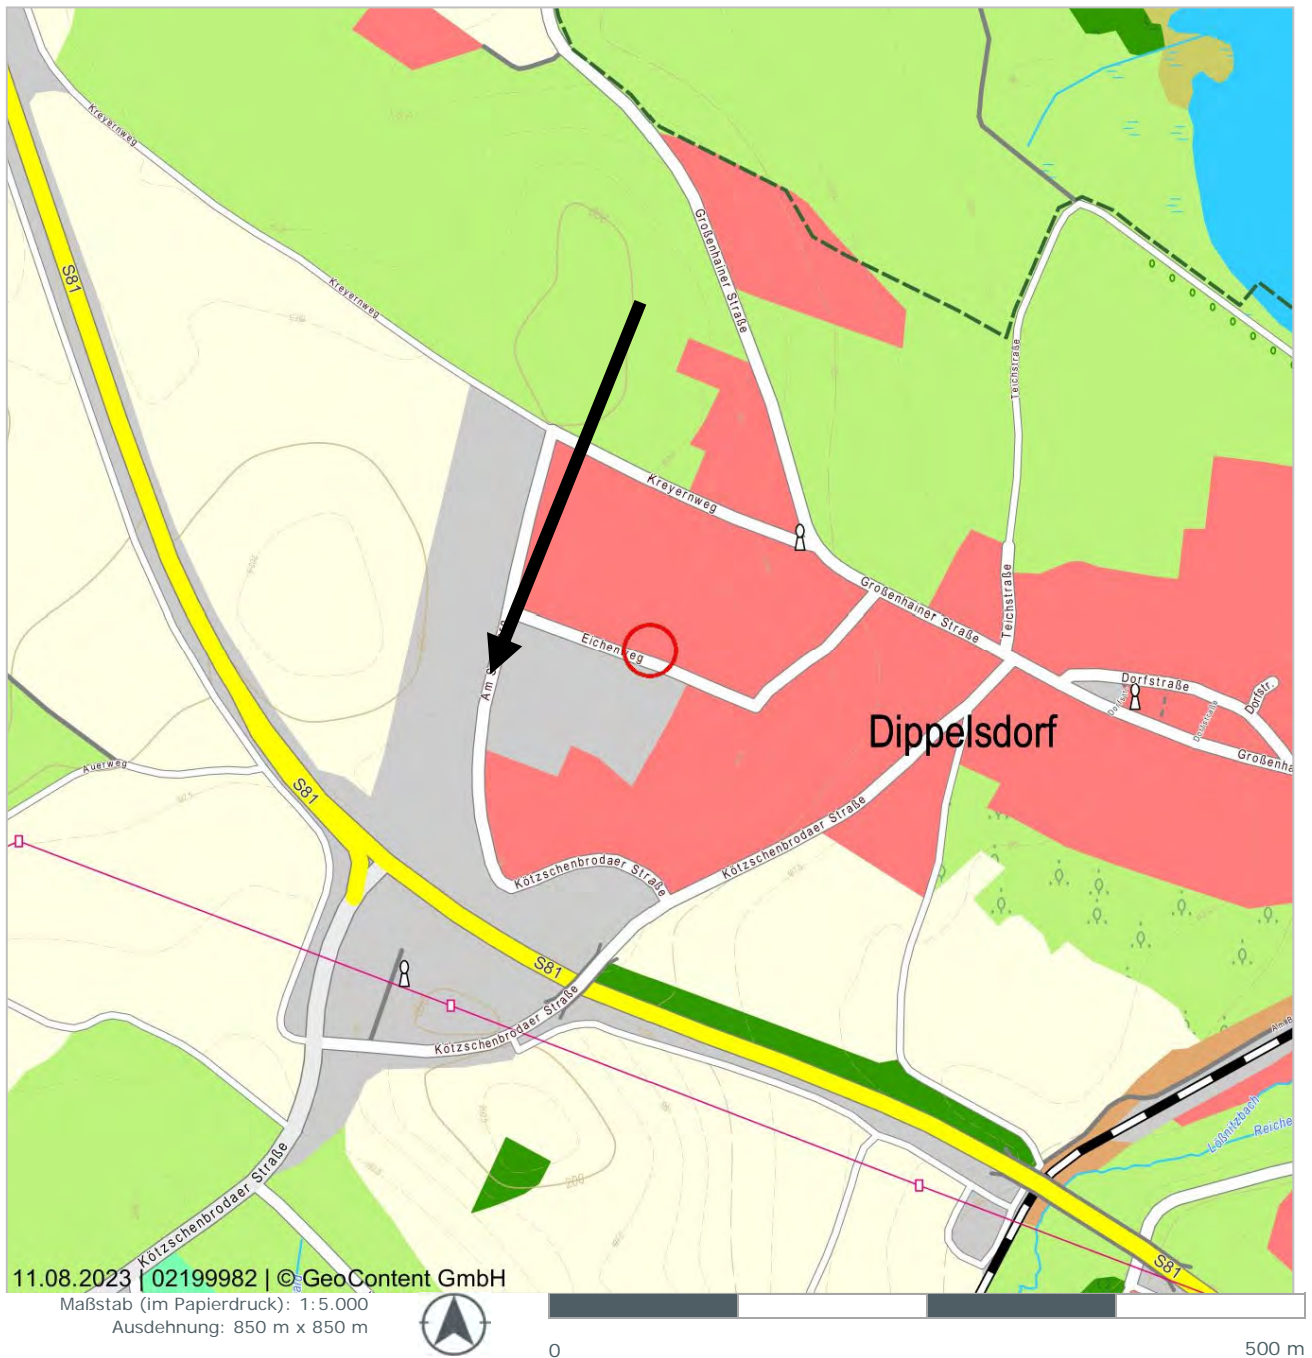 Kreyernweg
S81
Großenhainer Straße
Kreyernweg
Teichstraße
Kreyernweg
Großenhainer Straße
Teichstraße
Eichenweg
Am S
Dorfstraße
Dorfstr.
Dorfstraße
Dippelsdorf
Großenha
Auerweg
S81
Kötzschenbrodaer Straße
Kötzschenbrodaer Straße
S81
Kötzschenbrodaer Straße
Lößnitzbach
Reiche
200
Kötzschenbrodaer Straße
S81
11.08.2023 | 02199982 | © GeoContent GmbH
Maßstab (im Papierdruck): 1:5.000
Ausdehnung: 850 m x 850 m
0
500 m